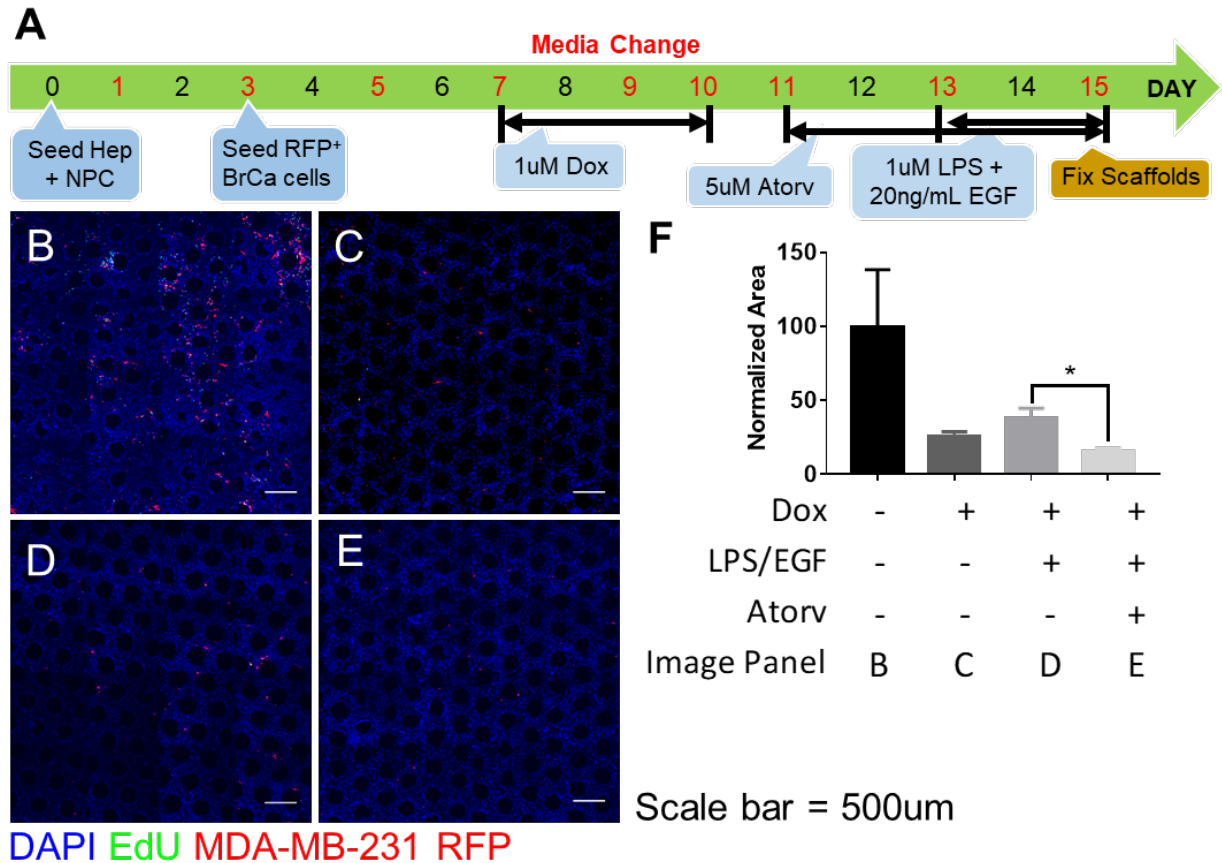 A
Media Change
0 1 2 3 4 5 6 7 8 9 10 11 12 13 14 15 DAY
Seed Hep
+ NPC
Seed RFP+
BrCa cells
1uM Dox
5uM Atorv
1uM LPS +
20ng/mL EGF
Fix Scaffolds
B
C
D
E
DAPI EdU MDA-MB-231 RFP
F
Normalized Area
150
100
50
0
*
Dox - + + +
LPS/EGF - - + +
Atorv - - - +
Image Panel B C D E
Scale bar = 500um